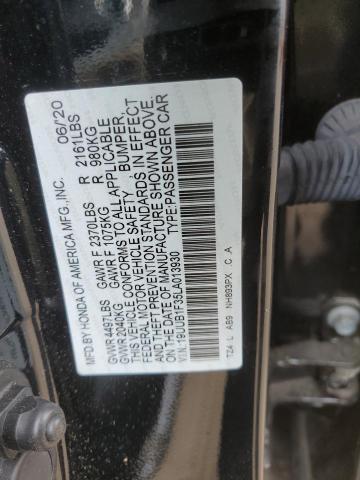 MFD. BY HONDA OF AMERICA MFG., INC. 06/'20
GVWR 4497LBS GAWR F 2370LBS R 2161LBS
GVWR 2040KG GAWR F 1075KG R 980KG
THIS VEHICLE CONFORMS TO ALL APPLICABLE
FEDERAL MOTOR VEHICLE SAFETY, BUMPER,
AND THEFT PREVENTION STANDARDS IN EFFECT
ON THE DATE OF MANUFACTURE SHOWN ABOVE.
V.I.N.:19UUB1F35LA013930 TYPE:PASSENGER CAR
TZ4 L AB9 NH893PX C A